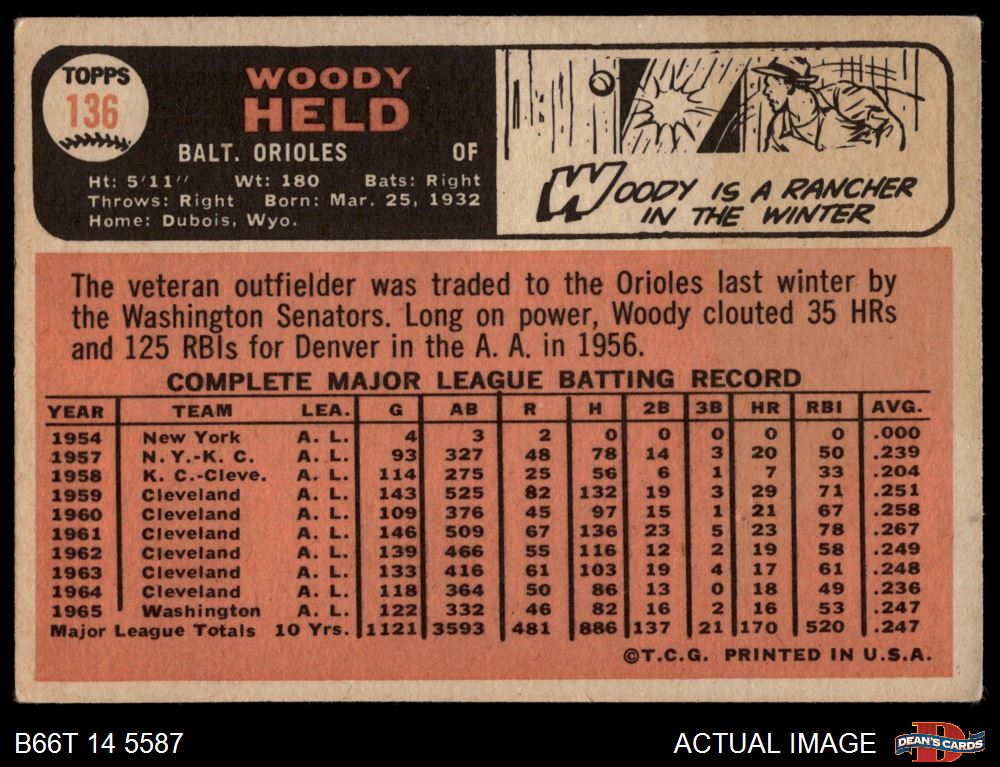 TOPPS
136
WOODY
HELD
BALT. ORIOLES OF
Ht: 5'11" Wt: 180 Bats: Right
Throws: Right Born: Mar. 25, 1932
Home: Dubois, Wyo.
WOODY IS A RANCHER
IN THE WINTER
The veteran outfielder was traded to the Orioles last winter by
the Washington Senators. Long on power, Woody clouted 35 HRs
and 125 RBIs for Denver in the A. A. in 1956.
COMPLETE MAJOR LEAGUE BATTING RECORD
YEAR TEAM LEA. G AB R H 2B 3B HR RBI AVG.
1954 New York A. L. 4 3 2 0 0 0 0 0 .000
1957 N. Y.-K. C. A. L. 93 327 48 78 14 3 20 50 .239
1958 K. C.-Cleve. A. L. 114 275 25 56 6 1 7 33 .204
1959 Cleveland A. L. 143 525 82 132 19 3 29 71 .251
1960 Cleveland A. L. 109 376 45 97 15 1 21 67 .258
1961 Cleveland A. L. 146 509 67 136 23 5 23 78 .267
1962 Cleveland A. L. 139 466 55 116 12 2 19 58 .249
1963 Cleveland A. L. 133 416 61 103 19 4 17 61 .248
1964 Cleveland A. L. 118 364 50 86 13 0 18 49 .236
1965 Washington A. L. 122 332 46 82 16 2 16 53 .247
Major League Totals 10 Yrs. 1121 3593 481 886 137 21 170 520 .247
©T.C.G. PRINTED IN U.S.A.
B66T 14 5587
ACTUAL IMAGE
DEAN'S CARDS